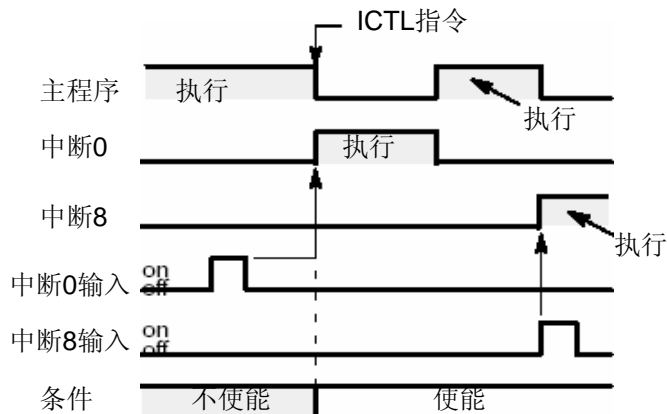 ICTL指令
主程序 执行
执行
中断0 执行
中断8
执行
中断0输入 on
off
中断8输入 on
off
条件 不使能 使能